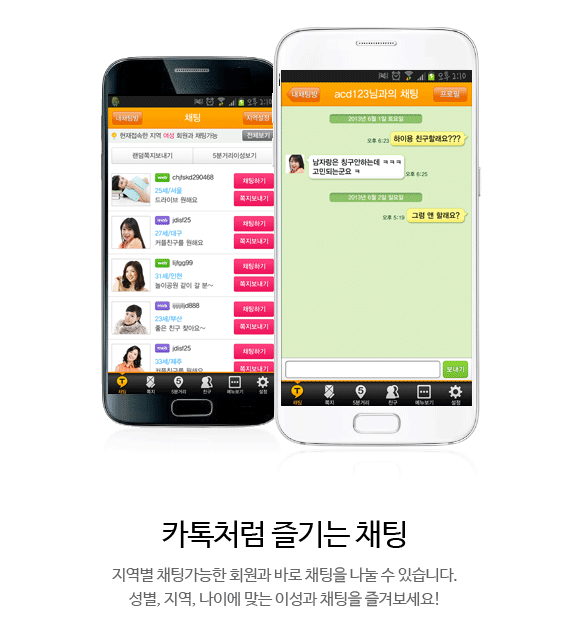 오후 2:10
내채팅방 채팅 지역설정
현재접속한 지역 여성 회원과 채팅가능 전체보기
랜덤쪽지보내기 5분거리이성보기
web chjtskd290468 채팅하기
25세/서울
드라이브 원해요 쪽지보내기
web jdisf25 채팅하기
27세/대구
커플친구를 원해요 쪽지보내기
web lijfgg99 채팅하기
31세/인현
놀이공원 같이 갈 분~ 쪽지보내기
web ijjjljd888 채팅하기
23세/부산
좋은 친구 찾아요~ 쪽지보내기
web jdisf25 채팅하기
33세/제주
쪽지보내기
채팅 쪽지 5분거리 친구 메뉴보기 설정
오후 2:10
내채팅방 acd123님과의 채팅 프로필
2013년 6월 1일 토요일
오후 6:23 하이용 친구할래요???
남자랑은 칭구안하는데 ㅋㅋㅋ
고민되는군요 ㅋ 오후 6:25
2013년 6월 2일 일요일
오후 5:19 그럼 앤 할래요?
보내기
채팅 쪽지 5분거리 친구 메뉴보기 설정
카톡처럼 즐기는 채팅
지역별 채팅가능한 회원과 바로 채팅을 나눌 수 있습니다.
성별, 지역, 나이에 맞는 이성과 채팅을 즐겨보세요!